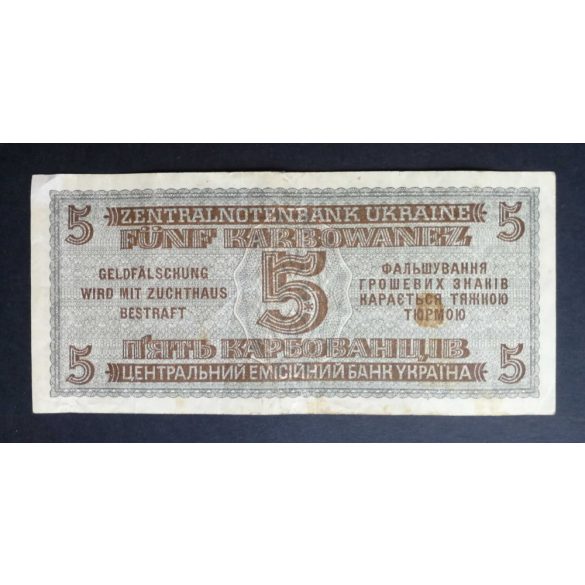 5 ZENTRALNOTENBANK UKRAINE 5
FÜNF KARBOWANEZ
GELDFÄLSCHUNG
WIRD MIT ZUCHTHAUS
BESTRAFT
5
ФАЛЬШУВАННЯ
ГРОШЕВИХ ЗНАКІВ
КАРАЄТЬСЯ ТЯЖКОЮ
ТЮРМОЮ
П'ЯТЬ КАРБОВАНЦІВ
5 ЦЕНТРАЛЬНИЙ ЕМІСІЙНИЙ БАНК УКРАЇНА 5